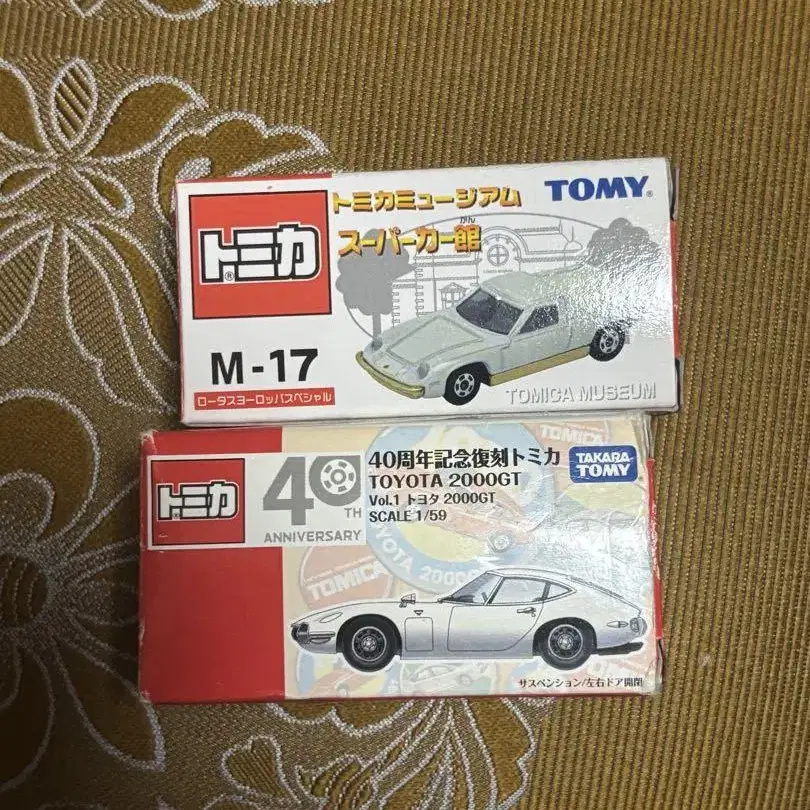 トミカミュージアム
スーパーカー館
かん
TOMY®
トミカ®
M-17
ロータスヨーロッパスペシャル
TOMICA MUSEUM
トミカ®
40TH
ANNIVERSARY
40周年記念復刻トミカ
TOYOTA 2000GT
Vol.1 トヨタ 2000GT
SCALE 1/59
TAKARA
TOMY
TOMICA
サスペンション/左右ドア開閉